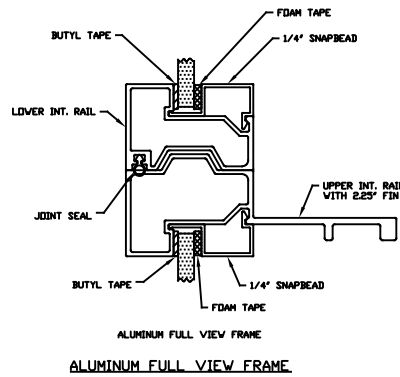 FOAM TAPE
BUTYL TAPE
1/4" SNAPBEAD
LOWER INT. RAIL
UPPER INT. RAI
WITH 2.25" FIN
JOINT SEAL
BUTYL TAPE
1/4" SNAPBEAD
FOAM TAPE
ALUMINUM FULL VIEW FRAME
ALUMINUM FULL VIEW FRAME